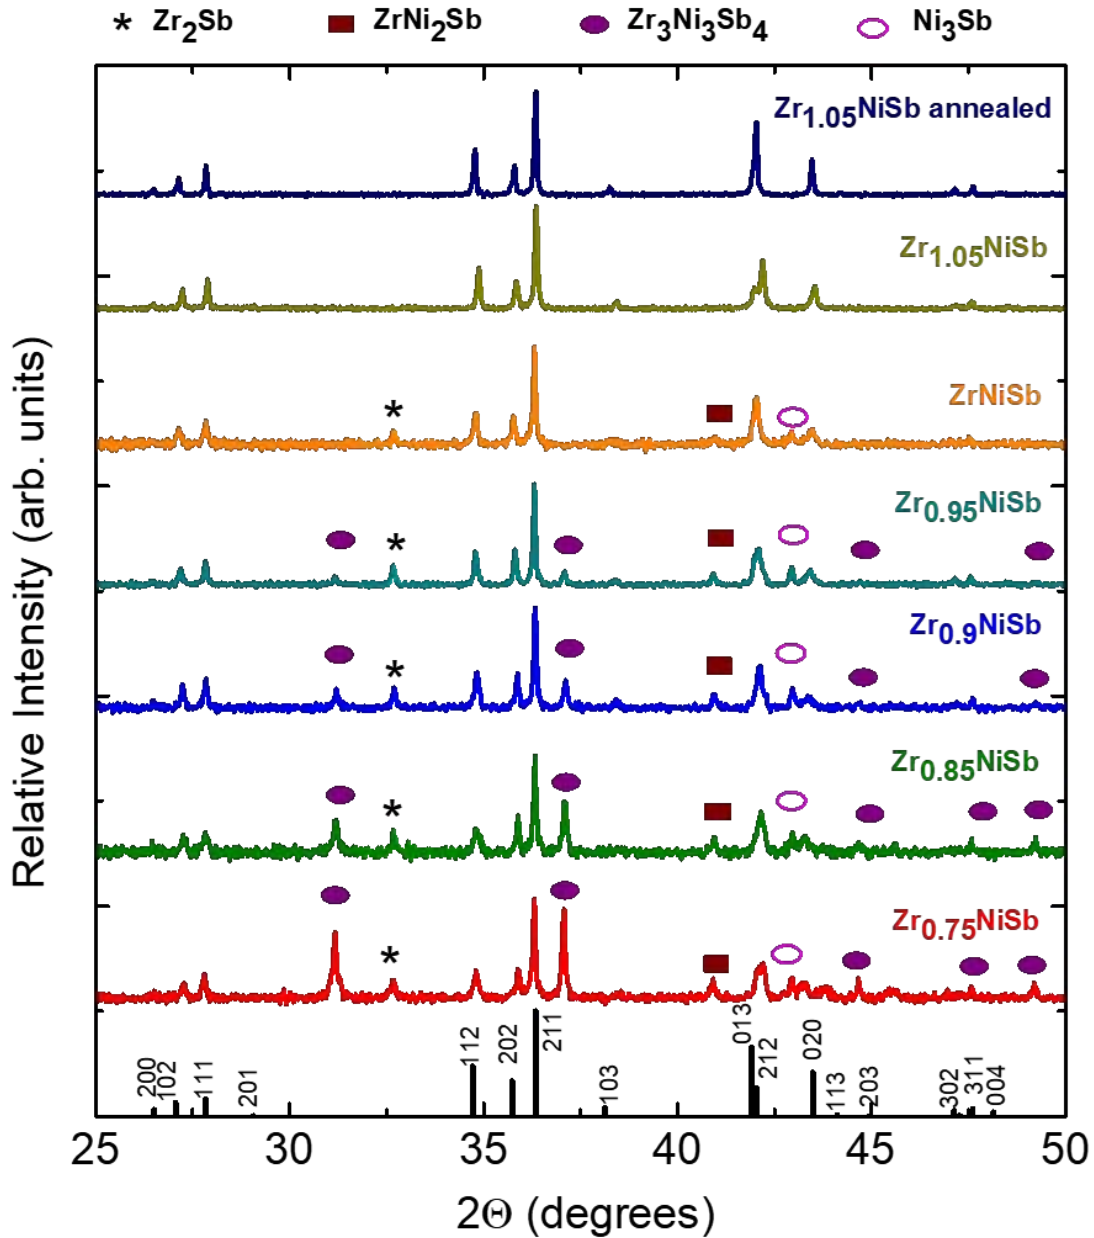 * Zr2Sb ZrNi2Sb Zr3Ni3Sb4 Ni3Sb
Zr1.05NiSb annealed
Zr1.05NiSb
ZrNiSb
*
Zr0.95NiSb
*
Zr0.9NiSb
*
Zr0.85NiSb
*
Zr0.75NiSb
*
200 102 111 201 112 202 211 103 013 212 020 113 203 302 311 004
25 30 35 40 45 50
2Θ (degrees)
Relative Intensity (arb. units)